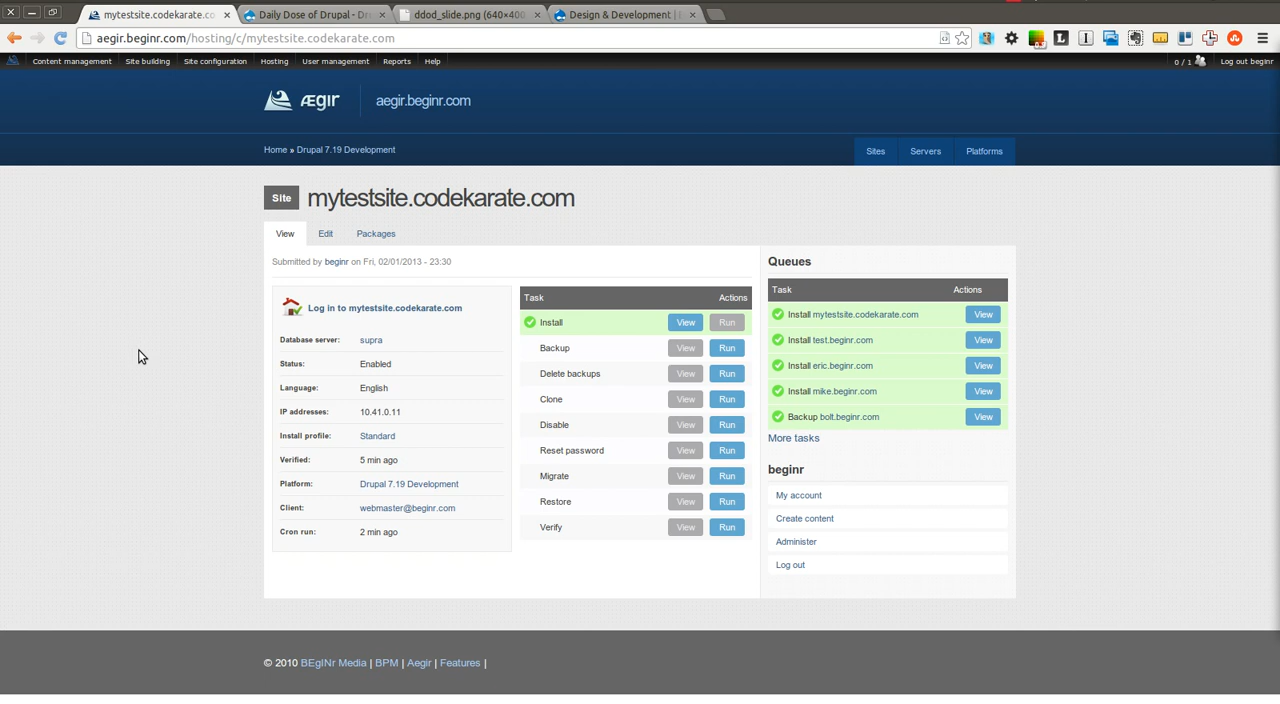 mytestsite.codekarate.co
Daily Dose of Drupal - Dr
ddod_slide.png (640×400
Design & Development |
aegir.beginr.com/hosting/c/mytestsite.codekarate.com
Content management Site building Site configuration Hosting User management Reports Help 0 / 1 Log out beginr
ÆGIR aegir.beginr.com
Home » Drupal 7.19 Development
Sites Servers Platforms
Site mytestsite.codekarate.com
View Edit Packages
Submitted by beginr on Fri, 02/01/2013 - 23:30
Log in to mytestsite.codekarate.com
Database server: supra
Status: Enabled
Language: English
IP addresses: 10.41.0.11
Install profile: Standard
Verified: 5 min ago
Platform: Drupal 7.19 Development
Client: webmaster@beginr.com
Cron run: 2 min ago
Task Actions
Install View Run
Backup View Run
Delete backups View Run
Clone View Run
Disable View Run
Reset password View Run
Migrate View Run
Restore View Run
Verify View Run
Queues
Task Actions
Install mytestsite.codekarate.com View
Install test.beginr.com View
Install eric.beginr.com View
Install mike.beginr.com View
Backup bolt.beginr.com View
More tasks
beginr
My account
Create content
Administer
Log out
© 2010 BEgINr Media | BPM | Aegir | Features |